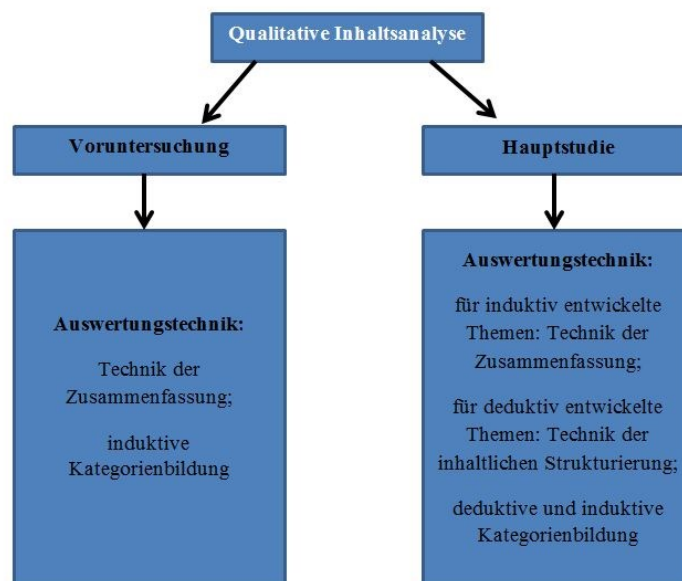 Qualitative Inhaltsanalyse
Voruntersuchung
Auswertungstechnik:
Technik der
Zusammenfassung;
induktive
Kategorienbildung
Hauptstudie
Auswertungstechnik:
für induktiv entwickelte
Themen: Technik der
Zusammenfassung;
für deduktiv entwickelte
Themen: Technik der
inhaltlichen Strukturierung;
deduktive und induktive
Kategorienbildung